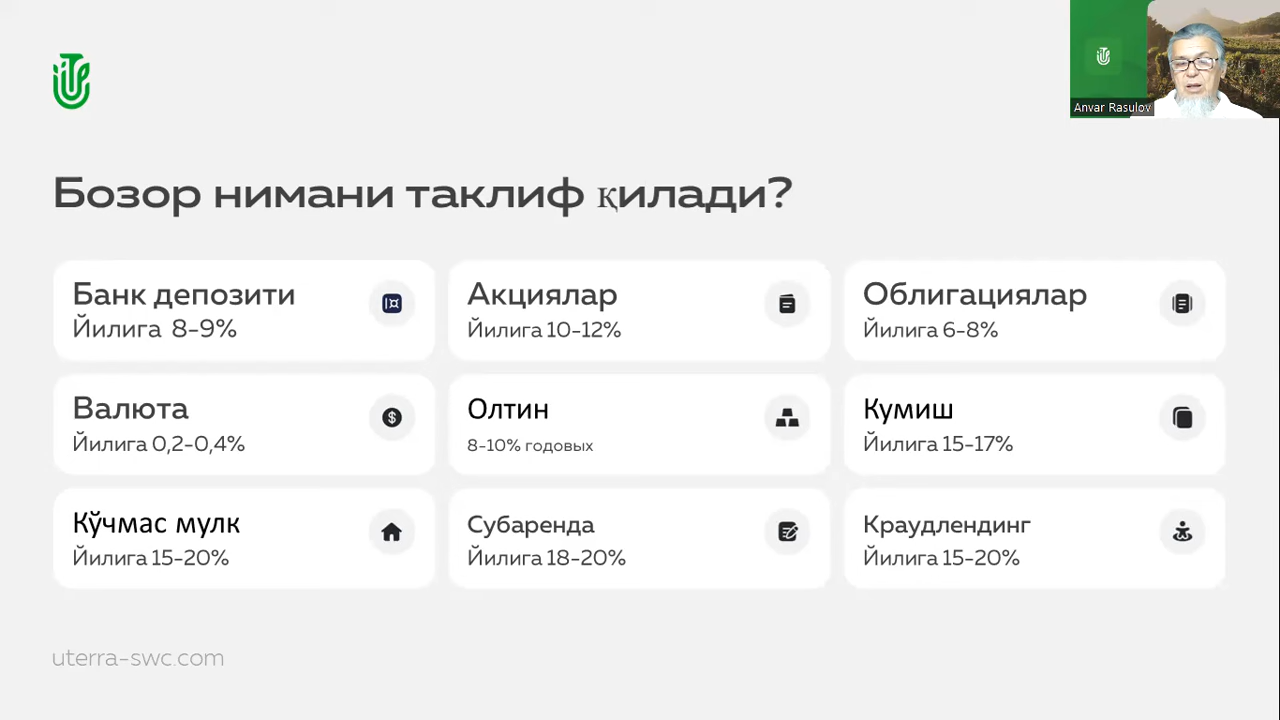 Anvar Rasulov
Бозор нимани таклиф қилади?
Банк депозити
Йилига 8-9%
Акциялар
Йилига 10-12%
Облигациялар
Йилига 6-8%
Валюта
Йилига 0,2-0,4%
Олтин
8-10% годовых
Кумиш
Йилига 15-17%
Кўчмас мулк
Йилига 15-20%
Субаренда
Йилига 18-20%
Краудлендинг
Йилига 15-20%
uterra-swc.com